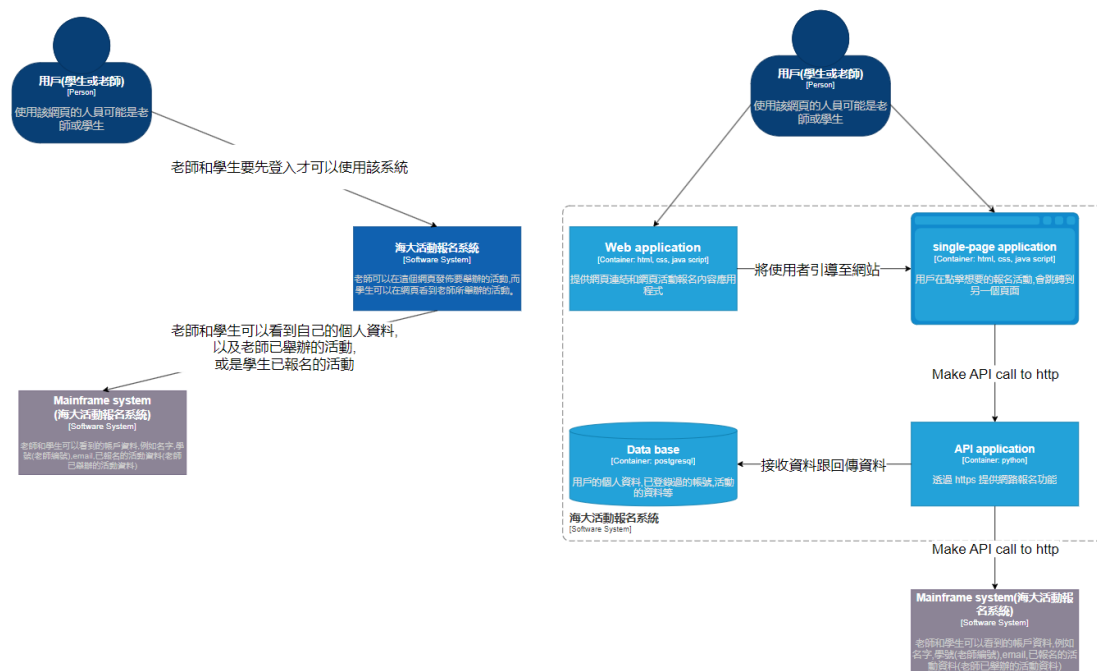 用戶(學生或老師)
[Person]
使用該網頁的人員可能是老
師或學生
老師和學生要先登入才可以使用該系統
海大活動報名系統
[Software System]
老師可以在這個網頁發佈要舉辦的活動,而
學生可以在網頁看到老師所舉辦的活動。
老師和學生可以看到自己的個人資料,
以及老師已舉辦的活動,
或是學生已報名的活動
Mainframe system
(海大活動報名系統)
[Software System]
老師和學生可以看到的帳戶資料,例如名字,學
號(老師編號),email,已報名的活動資料(老師
已舉辦的活動資料)
用戶(學生或老師)
[Person]
使用該網頁的人員可能是老
師或學生
Web application
[Container: html, css, java script]
提供網頁連結和網頁活動報名內容應用
程式
將使用者引導至網站
single-page application
[Container: html, css, java script]
用戶在點擊想要的報名活動,會跳轉到
另一個頁面
Make API call to http
Data base
[Container: postgresql]
用戶的個人資料,已登錄過的帳號,活動
的資料等
接收資料跟回傳資料
API application
[Container: python]
透過 https 提供網路報名功能
海大活動報名系統
[Software System]
Make API call to http
Mainframe system(海大活動報
名系統)
[Software System]
老師和學生可以看到的帳戶資料,例如
名字,學號(老師編號),email,已報名的活
動資料(老師已舉辦的活動資料)